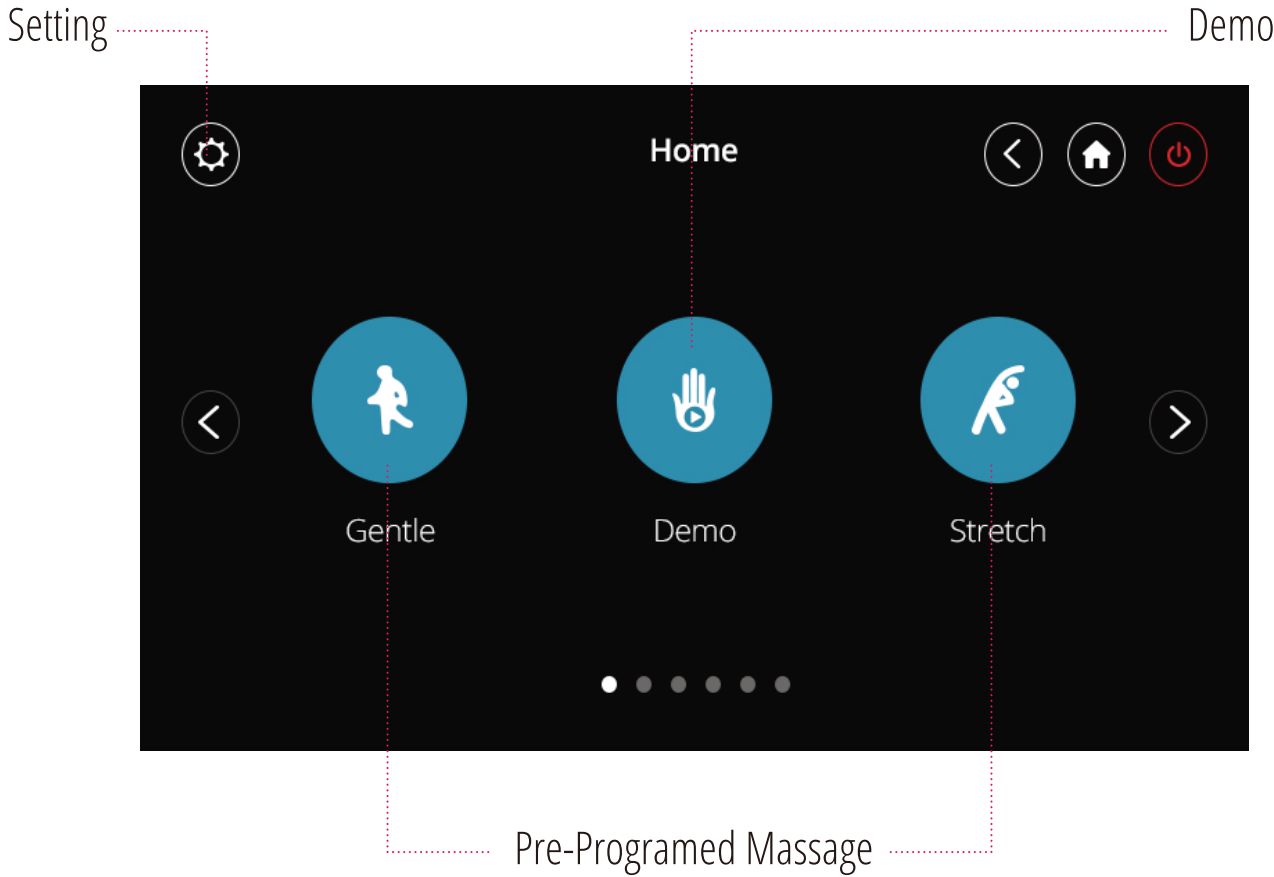 Setting
Demo
Home
Gentle
Demo
Stretch
Pre-Programed Massage